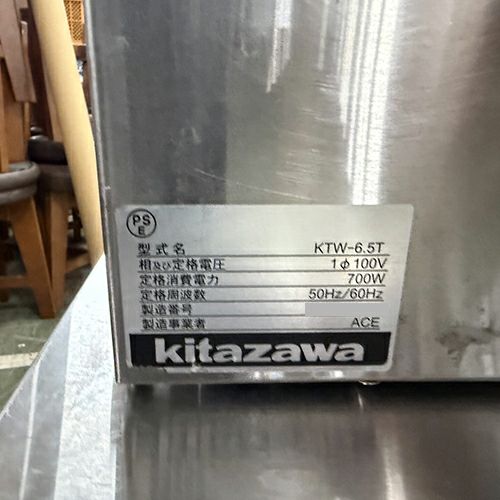 PS
E
型式名 KTW-6.5T
相及び定格電圧 1φ100V
定格消費電力 700W
定格周波数 50Hz/60Hz
製造番号
製造事業者 ACE
kitazawa